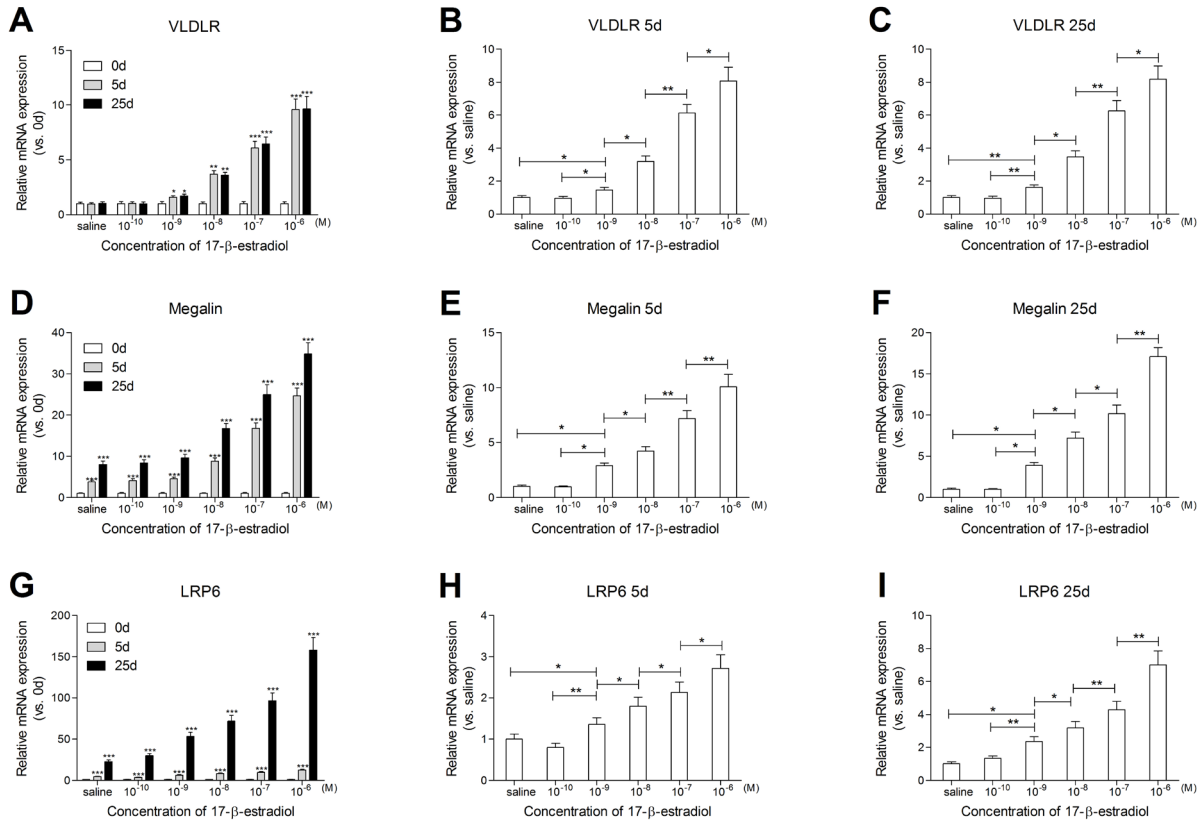 A
VLDLR
Relative mRNA expression
(vs. 0d)
15
10
5
0
0d
5d
25d
* * ** ** *** *** *** ***
saline 10⁻¹⁰ 10⁻⁹ 10⁻⁸ 10⁻⁷ 10⁻⁶ (M)
Concentration of 17-β-estradiol
B
VLDLR 5d
Relative mRNA expression
(vs. saline)
10
8
6
4
2
0
* * * ** *
saline 10⁻¹⁰ 10⁻⁹ 10⁻⁸ 10⁻⁷ 10⁻⁶ (M)
Concentration of 17-β-estradiol
C
VLDLR 25d
Relative mRNA expression
(vs. saline)
10
8
6
4
2
0
** ** * ** *
saline 10⁻¹⁰ 10⁻⁹ 10⁻⁸ 10⁻⁷ 10⁻⁶ (M)
Concentration of 17-β-estradiol
D
Megalin
Relative mRNA expression
(vs. 0d)
40
30
20
10
0
0d
5d
25d
*** *** *** *** *** *** *** *** *** *** *** ***
saline 10⁻¹⁰ 10⁻⁹ 10⁻⁸ 10⁻⁷ 10⁻⁶ (M)
Concentration of 17-β-estradiol
E
Megalin 5d
Relative mRNA expression
(vs. saline)
15
10
5
0
* * * ** **
saline 10⁻¹⁰ 10⁻⁹ 10⁻⁸ 10⁻⁷ 10⁻⁶ (M)
Concentration of 17-β-estradiol
F
Megalin 25d
Relative mRNA expression
(vs. saline)
20
15
10
5
0
* * * * **
saline 10⁻¹⁰ 10⁻⁹ 10⁻⁸ 10⁻⁷ 10⁻⁶ (M)
Concentration of 17-β-estradiol
G
LRP6
Relative mRNA expression
(vs. 0d)
200
150
100
50
0
0d
5d
25d
*** *** *** *** *** *** *** *** *** *** *** ***
saline 10⁻¹⁰ 10⁻⁹ 10⁻⁸ 10⁻⁷ 10⁻⁶ (M)
Concentration of 17-β-estradiol
H
LRP6 5d
Relative mRNA expression
(vs. saline)
4
3
2
1
0
* ** * * *
saline 10⁻¹⁰ 10⁻⁹ 10⁻⁸ 10⁻⁷ 10⁻⁶ (M)
Concentration of 17-β-estradiol
I
LRP6 25d
Relative mRNA expression
(vs. saline)
10
8
6
4
2
0
* ** * ** **
saline 10⁻¹⁰ 10⁻⁹ 10⁻⁸ 10⁻⁷ 10⁻⁶ (M)
Concentration of 17-β-estradiol